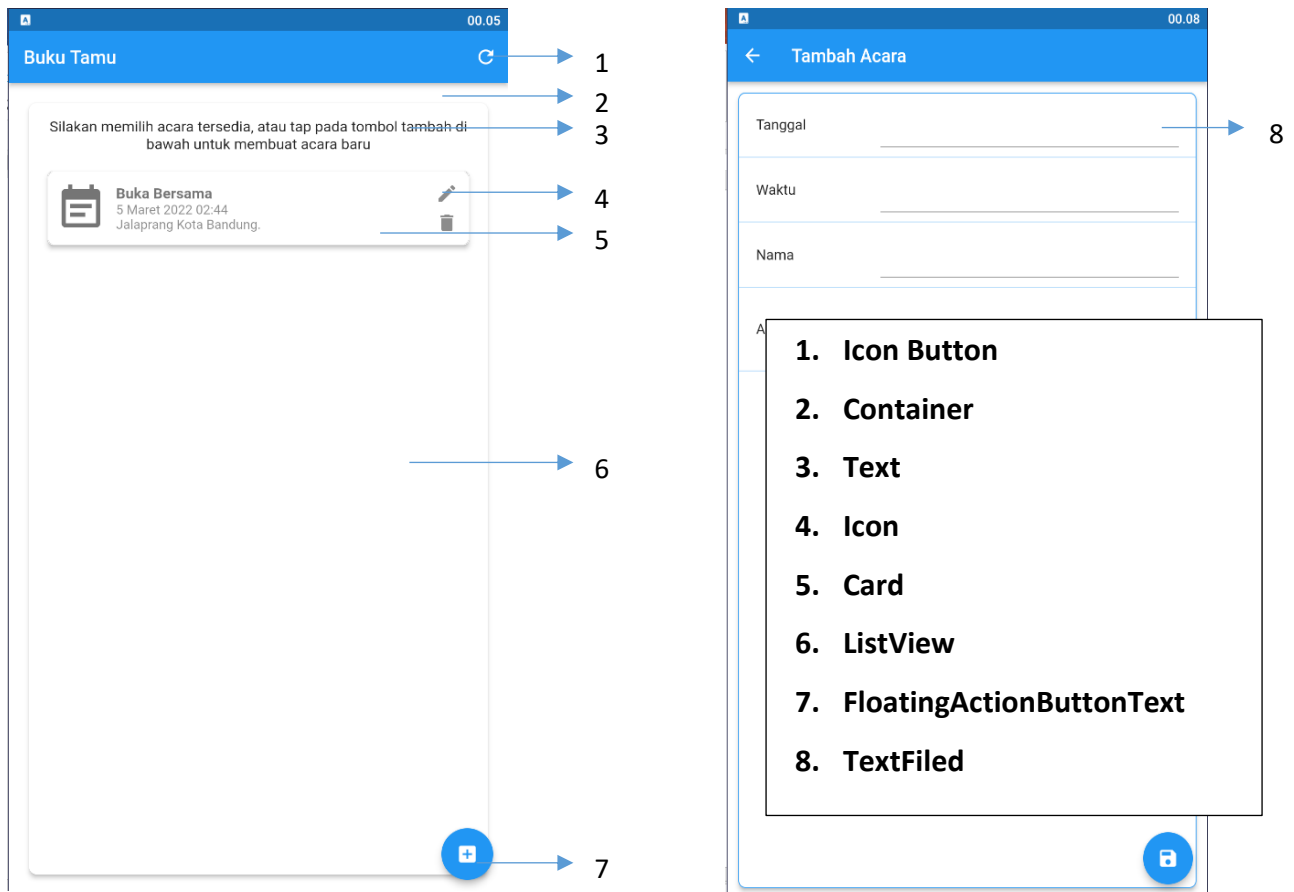 00.05
Buku Tamu
1
2
Silakan memilih acara tersedia, atau tap pada tombol tambah di
bawah untuk membuat acara baru
3
Buka Bersama
5 Maret 2022 02:44
Jalaprang Kota Bandung.
4
5
6
7
A
00.08
Tambah Acara
Tanggal
8
Waktu
Nama
A
1. Icon Button
2. Container
3. Text
4. Icon
5. Card
6. ListView
7. FloatingActionButtonText
8. TextFiled